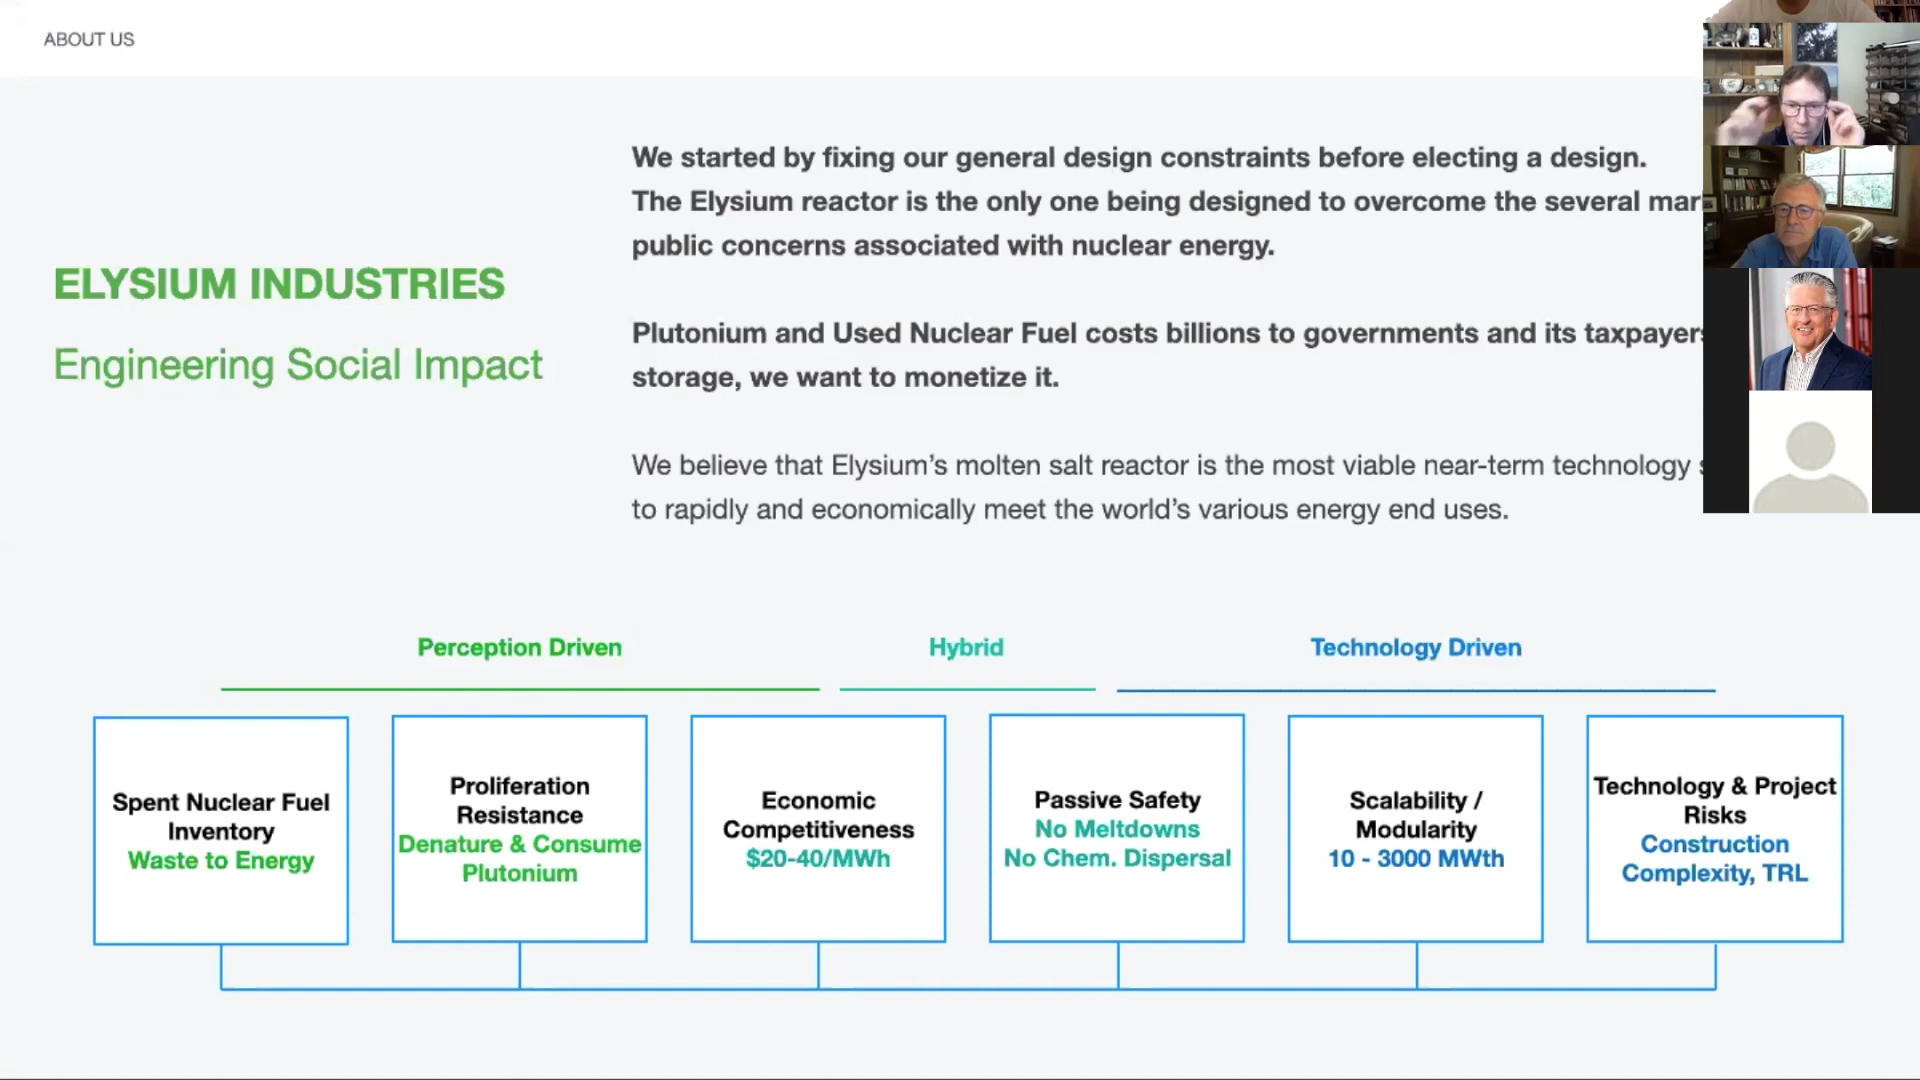 ABOUT US
We started by fixing our general design constraints before electing a design.
The Elysium reactor is the only one being designed to overcome the several
public concerns associated with nuclear energy.
ELYSIUM INDUSTRIES
Engineering Social Impact
Plutonium and Used Nuclear Fuel costs billions to governments and its taxpayers
storage, we want to monetize it.
We believe that Elysium’s molten salt reactor is the most viable near-term technology
to rapidly and economically meet the world’s various energy end uses.
Perception Driven
Hybrid
Technology Driven
Spent Nuclear Fuel
Inventory
Waste to Energy
Proliferation
Resistance
Denature & Consume
Plutonium
Economic
Competitiveness
$20-40/MWh
Passive Safety
No Meltdowns
No Chem. Dispersal
Scalability /
Modularity
10 - 3000 MWth
Technology & Project
Risks
Construction
Complexity, TRL